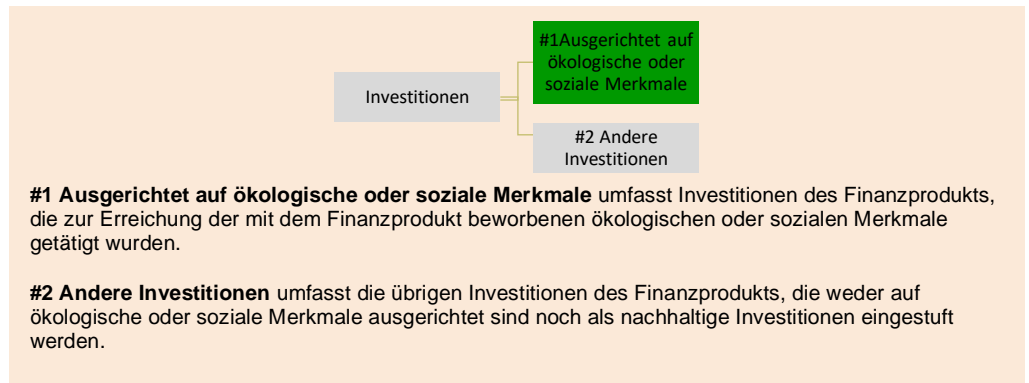 #1Ausgerichtet auf
ökologische oder
soziale Merkmale
Investitionen
#2 Andere
Investitionen
#1 Ausgerichtet auf ökologische oder soziale Merkmale umfasst Investitionen des Finanzprodukts,
die zur Erreichung der mit dem Finanzprodukt beworbenen ökologischen oder sozialen Merkmale
getätigt wurden.
#2 Andere Investitionen umfasst die übrigen Investitionen des Finanzprodukts, die weder auf
ökologische oder soziale Merkmale ausgerichtet sind noch als nachhaltige Investitionen eingestuft
werden.